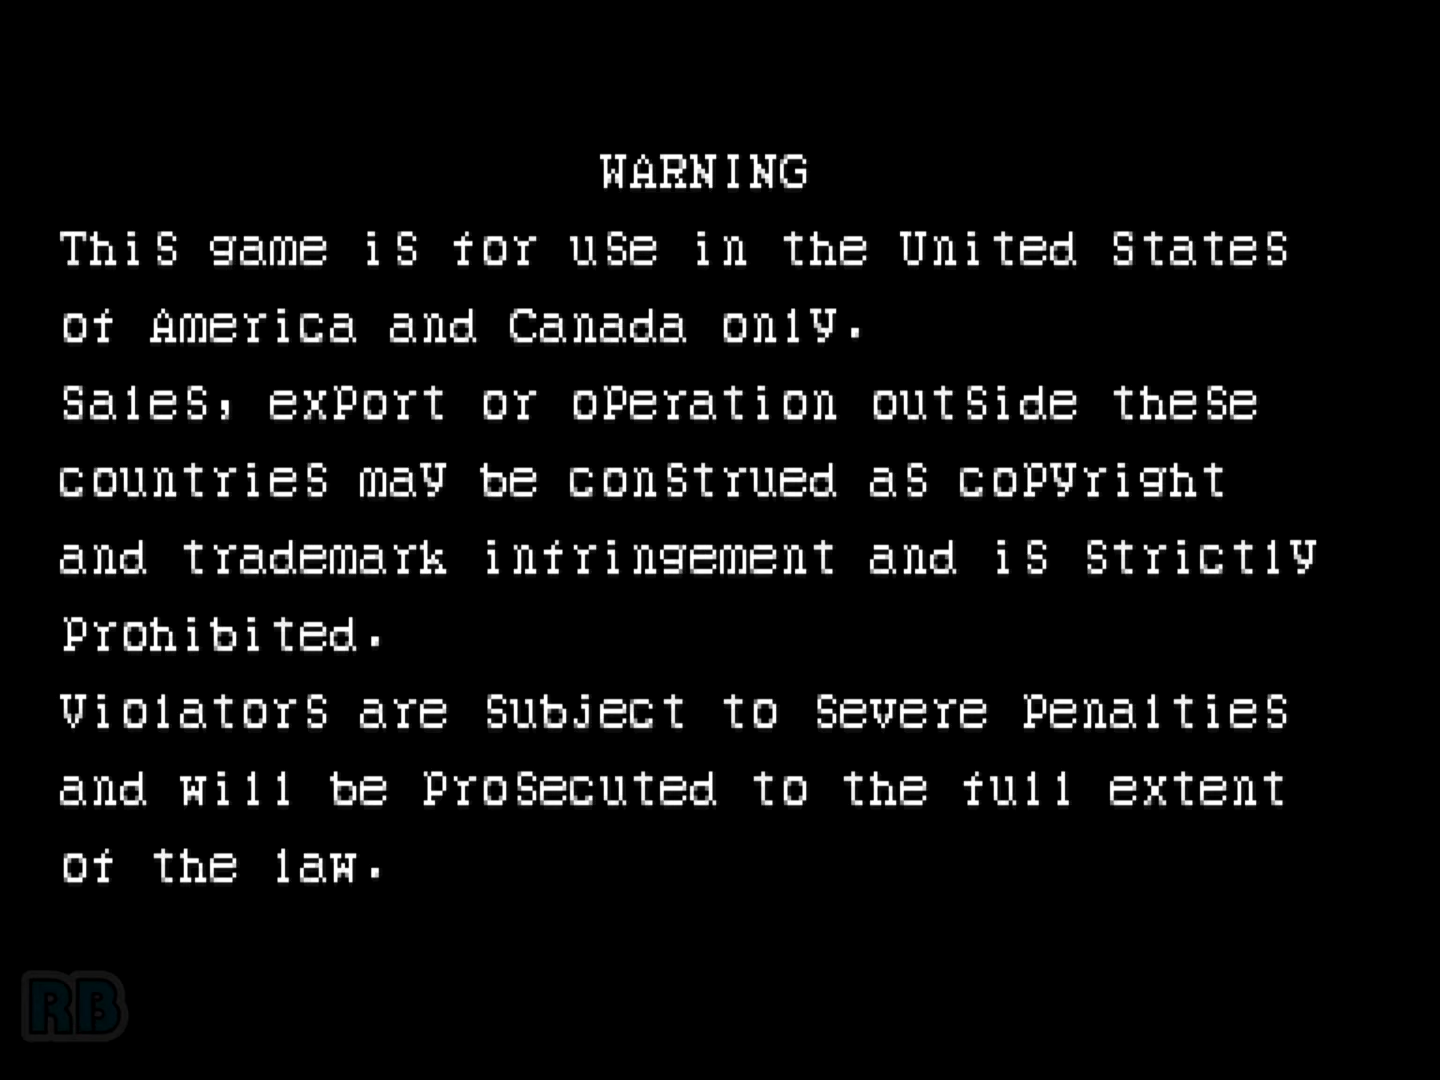 WARNING
This game is for use in the United States
of America and Canada only.
Sales, export or operation outside these
countries may be construed as copyright
and trademark infringement and is strictly
prohibited.
Violators are subject to severe penalties
and will be prosecuted to the full extent
of the law.
RB